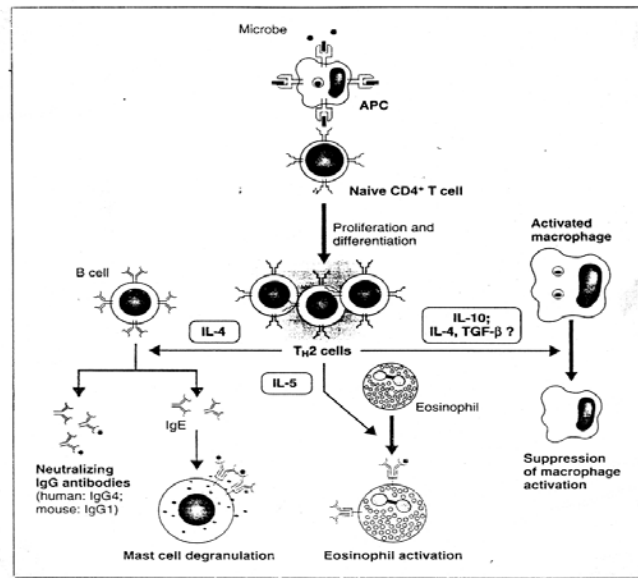 Microbe
APC
Naive CD4+ T cell
Proliferation and
differentiation
Activated
macrophage
B cell
IL-4
IL-10;
IL-4, TGF-β ?
TH2 cells
IL-5
Eosinophil
IgE
Neutralizing
IgG antibodies
(human: IgG4;
mouse: IgG1)
Suppression
of macrophage
activation
Mast cell degranulation
Eosinophil activation